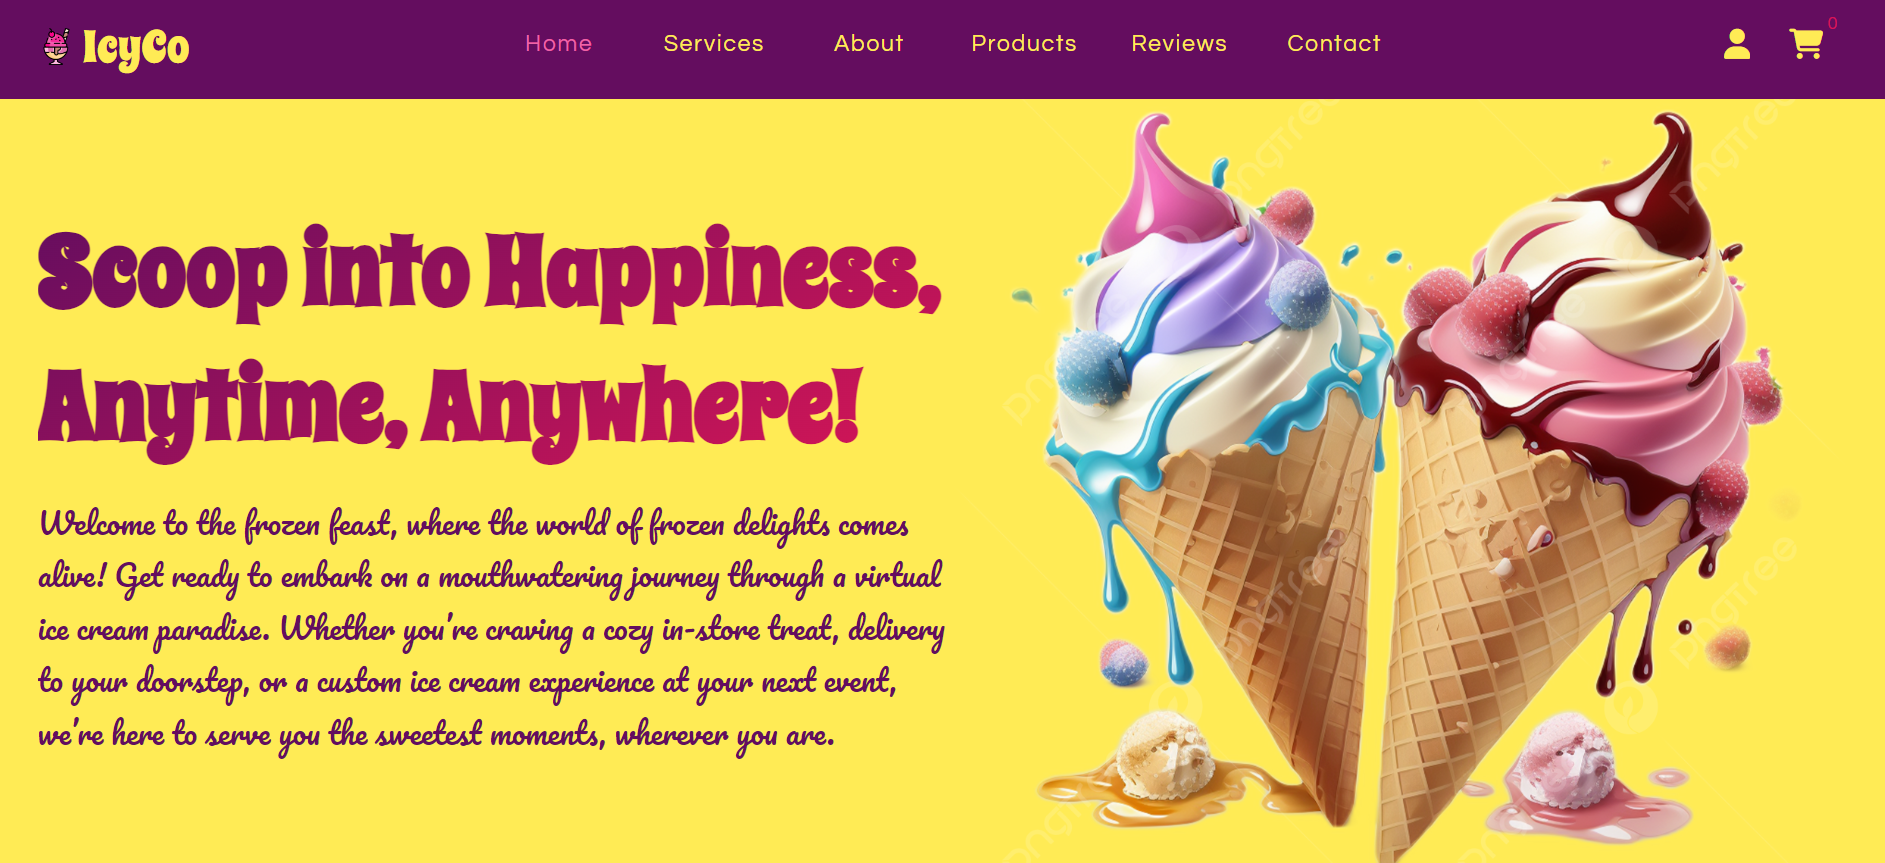 IcyCo
Home Services About Products Reviews Contact
0
Scoop into Happiness,
Anytime, Anywhere!
Welcome to the frozen feast, where the world of frozen delights comes
alive! Get ready to embark on a mouthwatering journey through a virtual
ice cream paradise. Whether you're craving a cozy in-store treat, delivery
to your doorstep, or a custom ice cream experience at your next event,
we're here to serve you the sweetest moments, wherever you are.
pngtree
pngtree
pngtree
pngtree